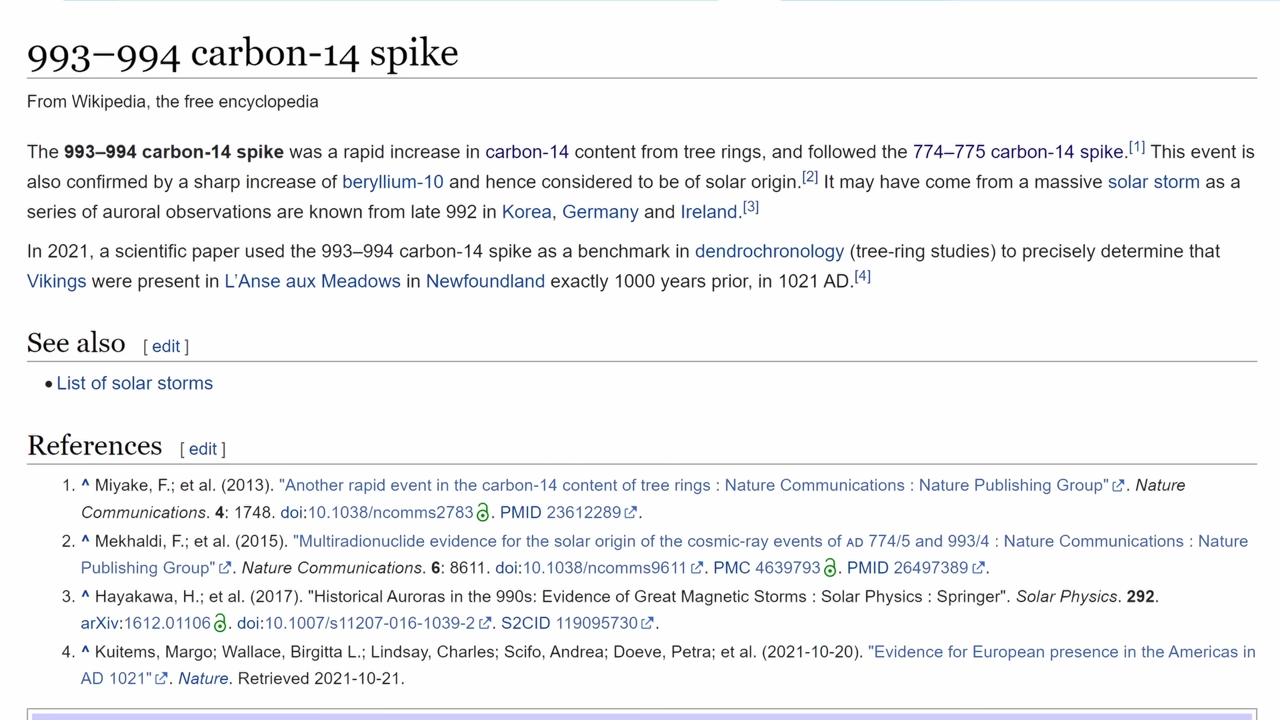 993–994 carbon-14 spike
From Wikipedia, the free encyclopedia
The 993–994 carbon-14 spike was a rapid increase in carbon-14 content from tree rings, and followed the 774–775 carbon-14 spike.[1] This event is
also confirmed by a sharp increase of beryllium-10 and hence considered to be of solar origin.[2] It may have come from a massive solar storm as a
series of auroral observations are known from late 992 in Korea, Germany and Ireland.[3]
In 2021, a scientific paper used the 993–994 carbon-14 spike as a benchmark in dendrochronology (tree-ring studies) to precisely determine that
Vikings were present in L'Anse aux Meadows in Newfoundland exactly 1000 years prior, in 1021 AD.[4]
See also [ edit ]
• List of solar storms
References [ edit ]
1. ^ Miyake, F.; et al. (2013). "Another rapid event in the carbon-14 content of tree rings : Nature Communications : Nature Publishing Group". Nature
Communications. 4: 1748. doi:10.1038/ncomms2783. PMID 23612289.
2. ^ Mekhaldi, F.; et al. (2015). "Multiradionuclide evidence for the solar origin of the cosmic-ray events of AD 774/5 and 993/4 : Nature Communications : Nature
Publishing Group". Nature Communications. 6: 8611. doi:10.1038/ncomms9611. PMC 4639793. PMID 26497389.
3. ^ Hayakawa, H.; et al. (2017). "Historical Auroras in the 990s: Evidence of Great Magnetic Storms : Solar Physics : Springer". Solar Physics. 292.
arXiv:1612.01106. doi:10.1007/s11207-016-1039-2. S2CID 119095730.
4. ^ Kuitems, Margo; Wallace, Birgitta L.; Lindsay, Charles; Scifo, Andrea; Doeve, Petra; et al. (2021-10-20). "Evidence for European presence in the Americas in
AD 1021". Nature. Retrieved 2021-10-21.